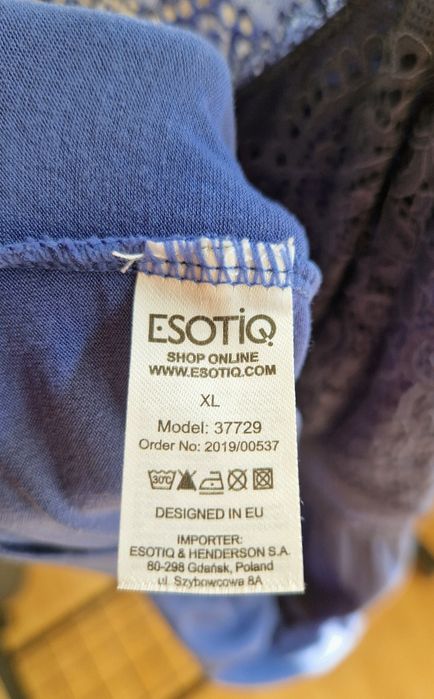 ESOTIQ
SHOP ONLINE
WWW.ESOTIQ.COM
XL
Model: 37729
Order No: 2019/00537
30°C
DESIGNED IN EU
IMPORTER:
ESOTIQ & HENDERSON S.A.
80-298 Gdańsk, Poland
ul. Szybowcowa 8A